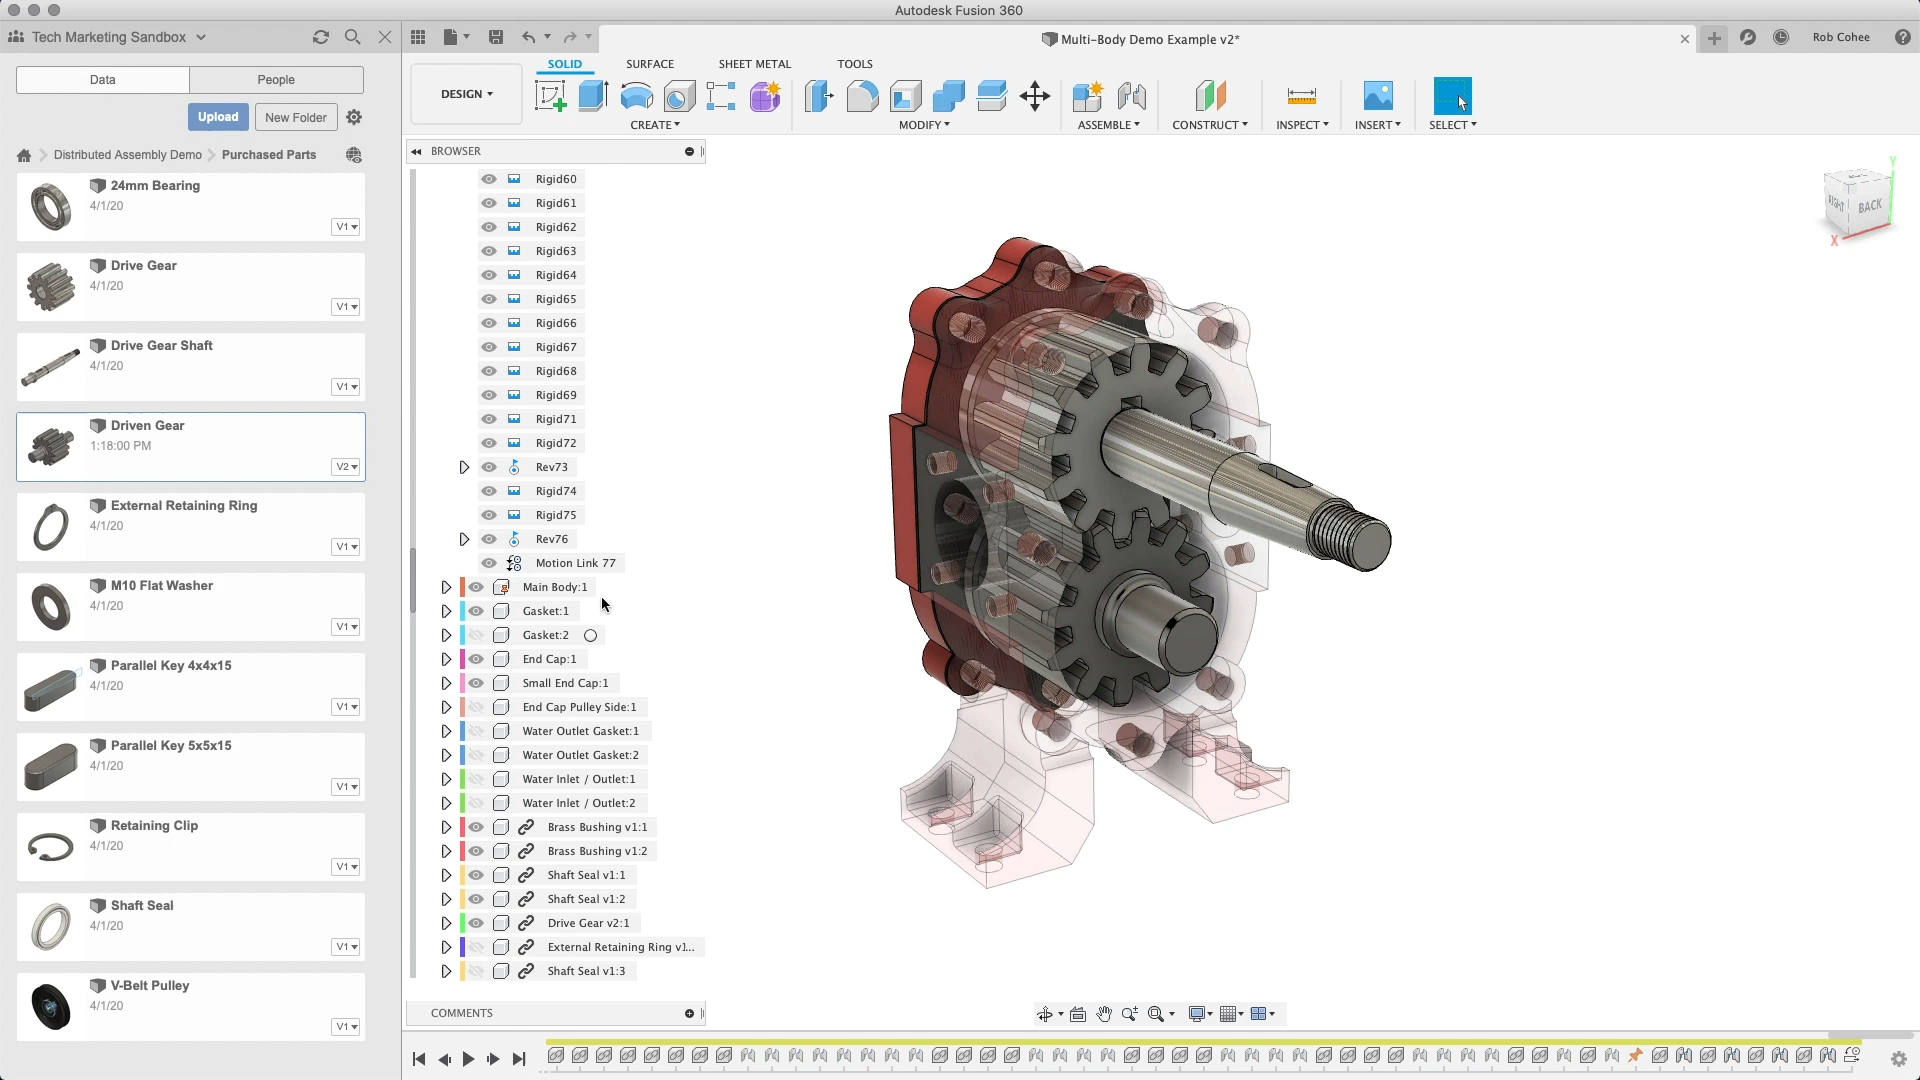 Autodesk Fusion 360
Tech Marketing Sandbox
Multi-Body Demo Example v2*
Rob Cohee
Data
People
Upload
New Folder
Distributed Assembly Demo
Purchased Parts
24mm Bearing
4/1/20
V1
Drive Gear
4/1/20
V1
Drive Gear Shaft
4/1/20
V1
Driven Gear
1:18:00 PM
V2
External Retaining Ring
4/1/20
V1
M10 Flat Washer
4/1/20
V1
Parallel Key 4x4x15
4/1/20
V1
Parallel Key 5x5x15
4/1/20
V1
Retaining Clip
4/1/20
V1
Shaft Seal
4/1/20
V1
V-Belt Pulley
4/1/20
V1
SOLID
SURFACE
SHEET METAL
TOOLS
DESIGN
CREATE
MODIFY
ASSEMBLE
CONSTRUCT
INSPECT
INSERT
SELECT
BROWSER
Rigid60
Rigid61
Rigid62
Rigid63
Rigid64
Rigid65
Rigid66
Rigid67
Rigid68
Rigid69
Rigid71
Rigid72
Rev73
Rigid74
Rigid75
Rev76
Motion Link 77
Main Body:1
Gasket:1
Gasket:2
End Cap:1
Small End Cap:1
End Cap Pulley Side:1
Water Outlet Gasket:1
Water Outlet Gasket:2
Water Inlet / Outlet:1
Water Inlet / Outlet:2
Brass Bushing v1:1
Brass Bushing v1:2
Shaft Seal v1:1
Shaft Seal v1:2
Drive Gear v2:1
External Retaining Ring v1...
Shaft Seal v1:3
COMMENTS
Y
RIGHT
BACK
X